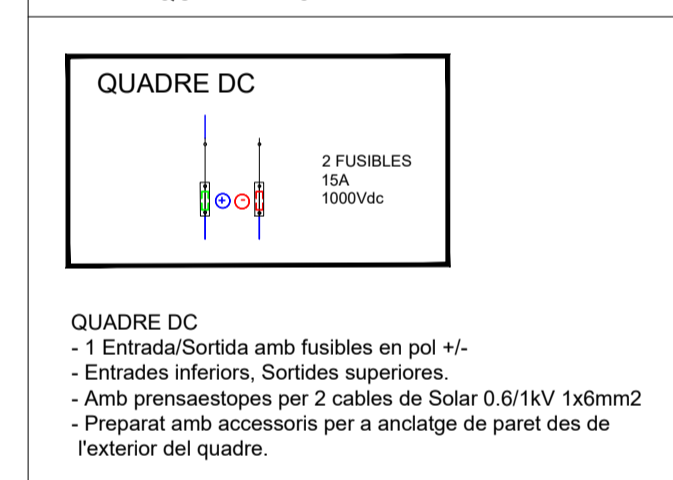 QUADRE DC
2 FUSIBLES
15A
1000Vdc
+ -
QUADRE DC
- 1 Entrada/Sortida amb fusibles en pol +/-
- Entrades inferiors, Sortides superiores.
- Amb prensaestopes per 2 cables de Solar 0.6/1kV 1x6mm2
- Preparat amb accessoris per a anclatge de paret des de
l'exterior del quadre.